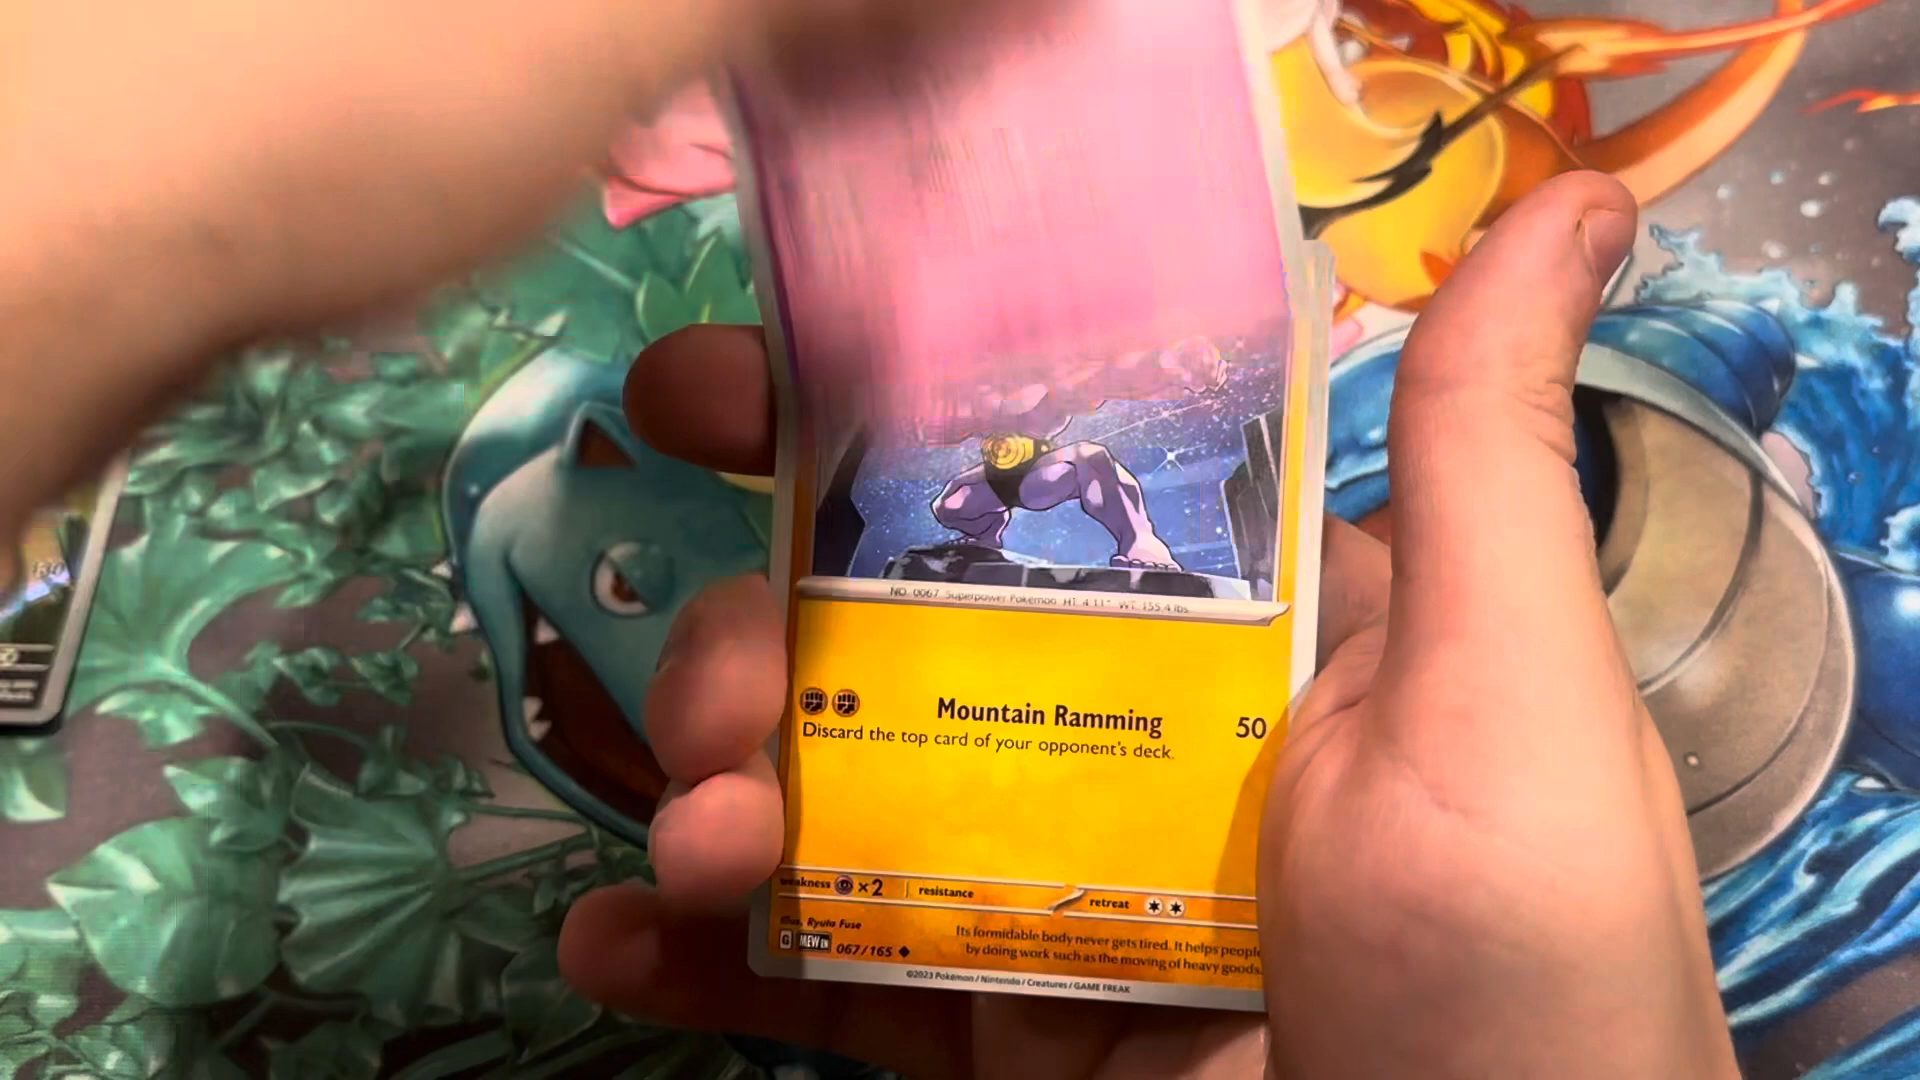 130
NO. 0067 Superpower Pokémon HT 4'11" WT 155.4 lbs.
Mountain Ramming 50
Discard the top card of your opponent's deck.
weakness ×2 resistance retreat
Illus. Ryuta Fuse
G MEW EN 067/165
Its formidable body never gets tired. It helps people
by doing work such as the moving of heavy goods.
©2023 Pokémon / Nintendo / Creatures / GAME FREAK